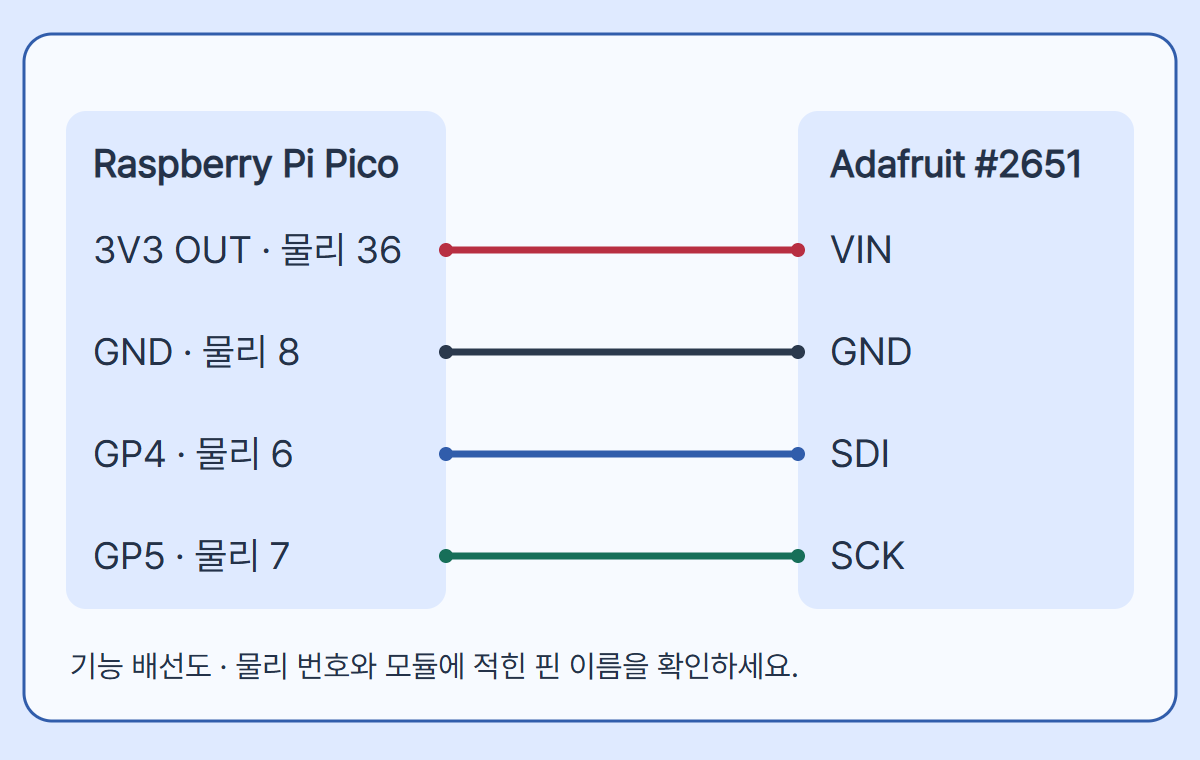 Raspberry Pi Pico
Adafruit #2651
3V3 OUT · 물리 36
VIN
GND · 물리 8
GND
GP4 · 물리 6
SDI
GP5 · 물리 7
SCK
기능 배선도 · 물리 번호와 모듈에 적힌 핀 이름을 확인하세요.